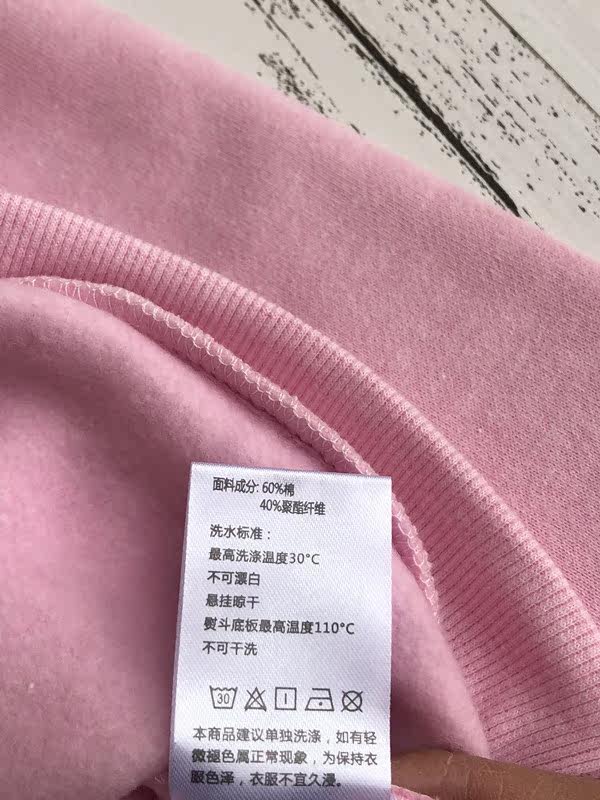 面料成分: 60%棉
40%聚酯纤维
洗水标准：
最高洗涤温度30°C
不可漂白
悬挂晾干
熨斗底板最高温度110°C
不可干洗
30
本商品建议单独洗涤，如有轻
微褪色属正常现象，为保持衣
服色泽，衣服不宜久浸。